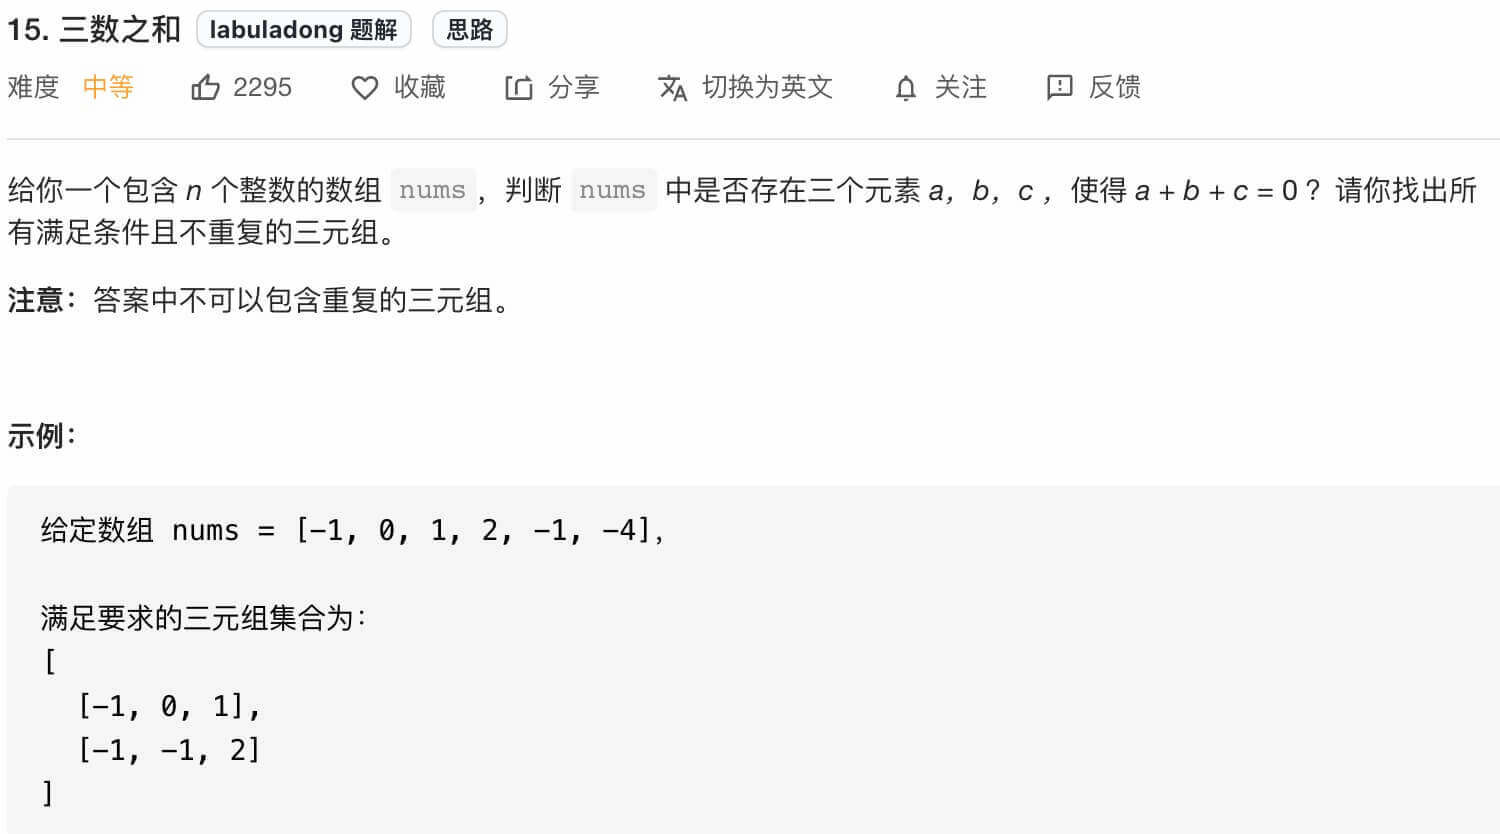 15. 三数之和 labuladong 题解 思路
难度 中等 2295 收藏 分享 切换为英文 关注 反馈
给你一个包含 n 个整数的数组 nums，判断 nums 中是否存在三个元素 a，b，c ，使得 a + b + c = 0 ？请你找出所
有满足条件且不重复的三元组。
注意：答案中不可以包含重复的三元组。
示例：
给定数组 nums = [-1, 0, 1, 2, -1, -4]，
满足要求的三元组集合为：
[
  [-1, 0, 1],
  [-1, -1, 2]
]